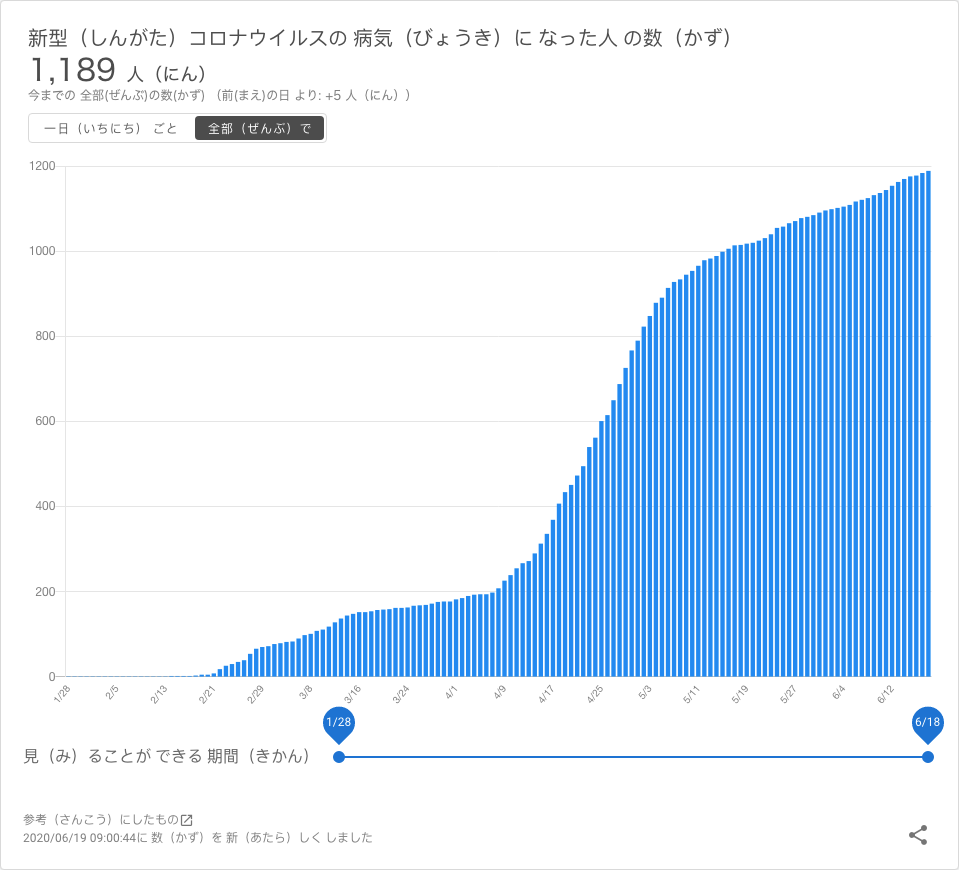 新型（しんがた）コロナウイルスの 病気（びょうき）に なった人 の数（かず）
1,189 人（にん）
今までの 全部(ぜんぶ)の数(かず) （前(まえ)の日 より: +5 人（にん））
一日（いちにち） ごと 全部（ぜんぶ）で
1200
1000
800
600
400
200
0
1/28 2/5 2/13 2/21 2/29 3/8 3/16 3/24 4/1 4/9 4/17 4/25 5/3 5/11 5/19 5/27 6/4 6/12
1/28 6/18
見（み）ることが できる 期間（きかん）
参考（さんこう）にしたもの
2020/06/19 09:00:44に 数（かず）を 新（あたら）しく しました